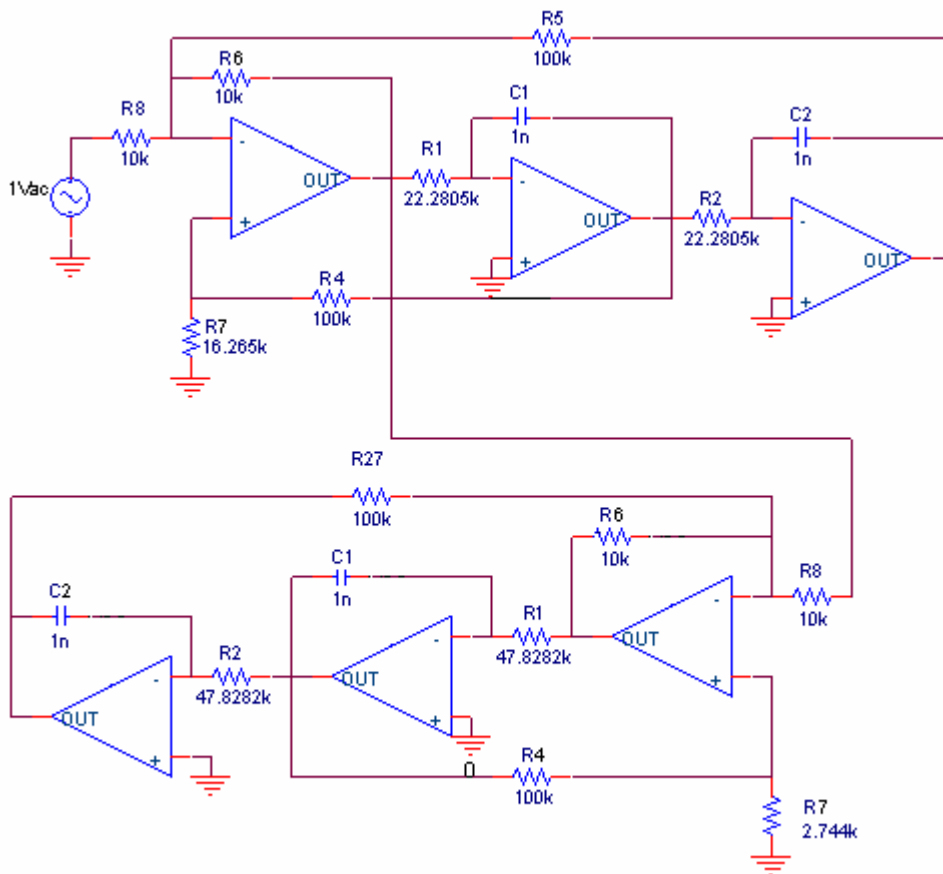 R5
100k
R6
10k
R8
10k
1Vac
-
+
OUT
R1
22.2805k
C1
1n
-
+
OUT
R2
22.2805k
C2
1n
-
+
OUT
R4
100k
R7
16.265k
R27
100k
R6
10k
R8
10k
-
+
OUT
C1
1n
R1
47.8282k
-
+
OUT
0
C2
1n
R2
47.8282k
-
+
OUT
R4
100k
R7
2.744k